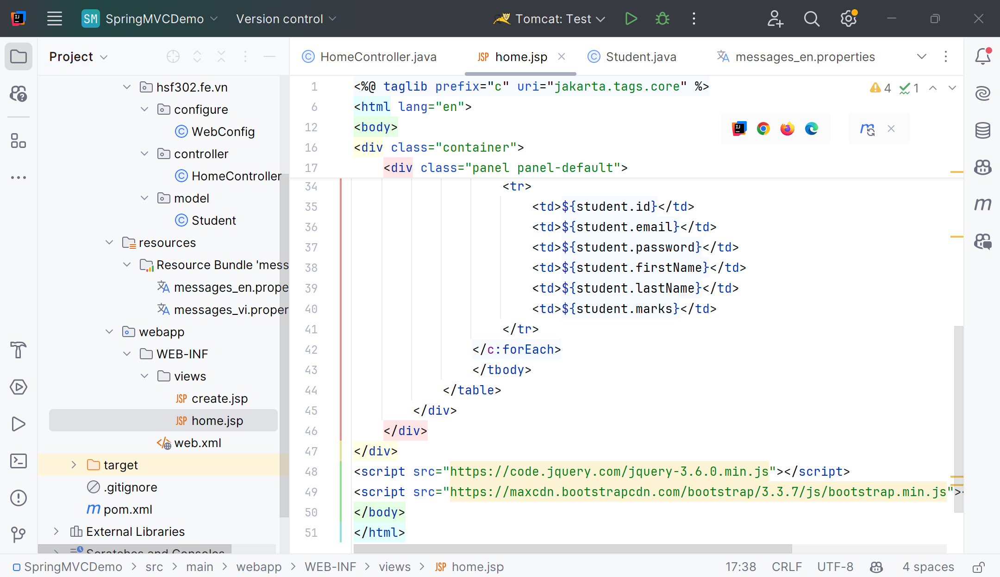 SM SpringMVCDemo Version control Tomcat: Test
Project
HomeController.java home.jsp Student.java messages_en.properties
hsf302.fe.vn
configure
WebConfig
controller
HomeController
model
Student
resources
Resource Bundle 'mess
messages_en.prope
messages_vi.proper
webapp
WEB-INF
views
JSP create.jsp
JSP home.jsp
web.xml
target
.gitignore
m pom.xml
External Libraries
Scratches and Consoles
4 1
1 <%@ taglib prefix="c" uri="jakarta.tags.core" %>
6 <html lang="en">
12 <body>
16 <div class="container">
17 <div class="panel panel-default">
34 <tr>
35 <td>${student.id}</td>
36 <td>${student.email}</td>
37 <td>${student.password}</td>
38 <td>${student.firstName}</td>
39 <td>${student.lastName}</td>
40 <td>${student.marks}</td>
41 </tr>
42 </c:forEach>
43 </tbody>
44 </table>
45 </div>
46 </div>
47 </div>
48 <script src="https://code.jquery.com/jquery-3.6.0.min.js"></script>
49 <script src="https://maxcdn.bootstrapcdn.com/bootstrap/3.3.7/js/bootstrap.min.js"><
50 </body>
51 </html>
SpringMVCDemo > src > main > webapp > WEB-INF > views > JSP home.jsp 17:38 CRLF UTF-8 4 spaces